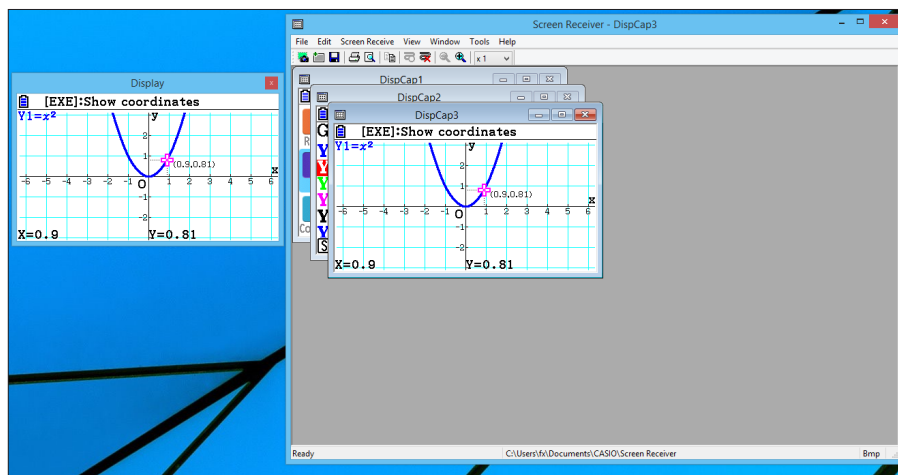 Screen Receiver - DispCap3
File Edit Screen Receive View Window Tools Help
x 1
Display
[EXE]:Show coordinates
Y1=x²
y
2
1
(0.9,0.81)
x
-6 -5 -4 -3 -2 -1 O 1 2 3 4 5 6
-1
-2
X=0.9 Y=0.81
DispCap1
R
Co
DispCap2
G
Y
Y
Y
Y
Y
Y
S
DispCap3
[EXE]:Show coordinates
Y1=x²
y
2
1
(0.9,0.81)
x
-6 -5 -4 -3 -2 -1 O 1 2 3 4 5 6
-1
-2
X=0.9 Y=0.81
Ready C:\Users\fx\Documents\CASIO\Screen Receiver Bmp